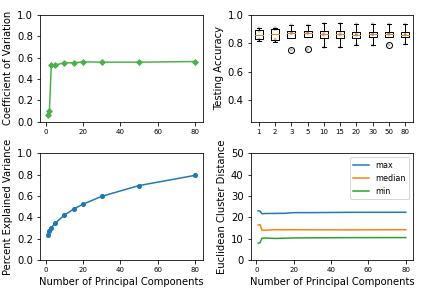 Coefficient of Variation
1.0
0.8
0.6
0.4
0.2
0.0
0 20 40 60 80
Testing Accuracy
1.0
0.8
0.6
0.4
1 2 3 5 10 15 20 30 50 80
Percent Explained Variance
1.0
0.8
0.6
0.4
0.2
0.0
0 20 40 60 80
Number of Principal Components
Euclidean Cluster Distance
50
40
30
20
10
0
0 20 40 60 80
Number of Principal Components
max
median
min